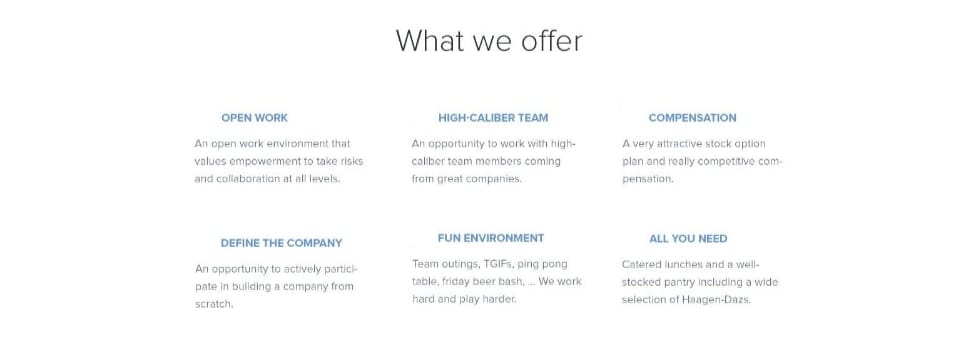 What we offer
OPEN WORK
An open work environment that
values empowerment to take risks
and collaboration at all levels.
HIGH-CALIBER TEAM
An opportunity to work with high-
caliber team members coming
from great companies.
COMPENSATION
A very attractive stock option
plan and really competitive com-
pensation.
DEFINE THE COMPANY
An opportunity to actively partici-
pate in building a company from
scratch.
FUN ENVIRONMENT
Team outings, TGIFs, ping pong
table, friday beer bash, ... We work
hard and play harder.
ALL YOU NEED
Catered lunches and a well-
stocked pantry including a wide
selection of Haagen-Dazs.